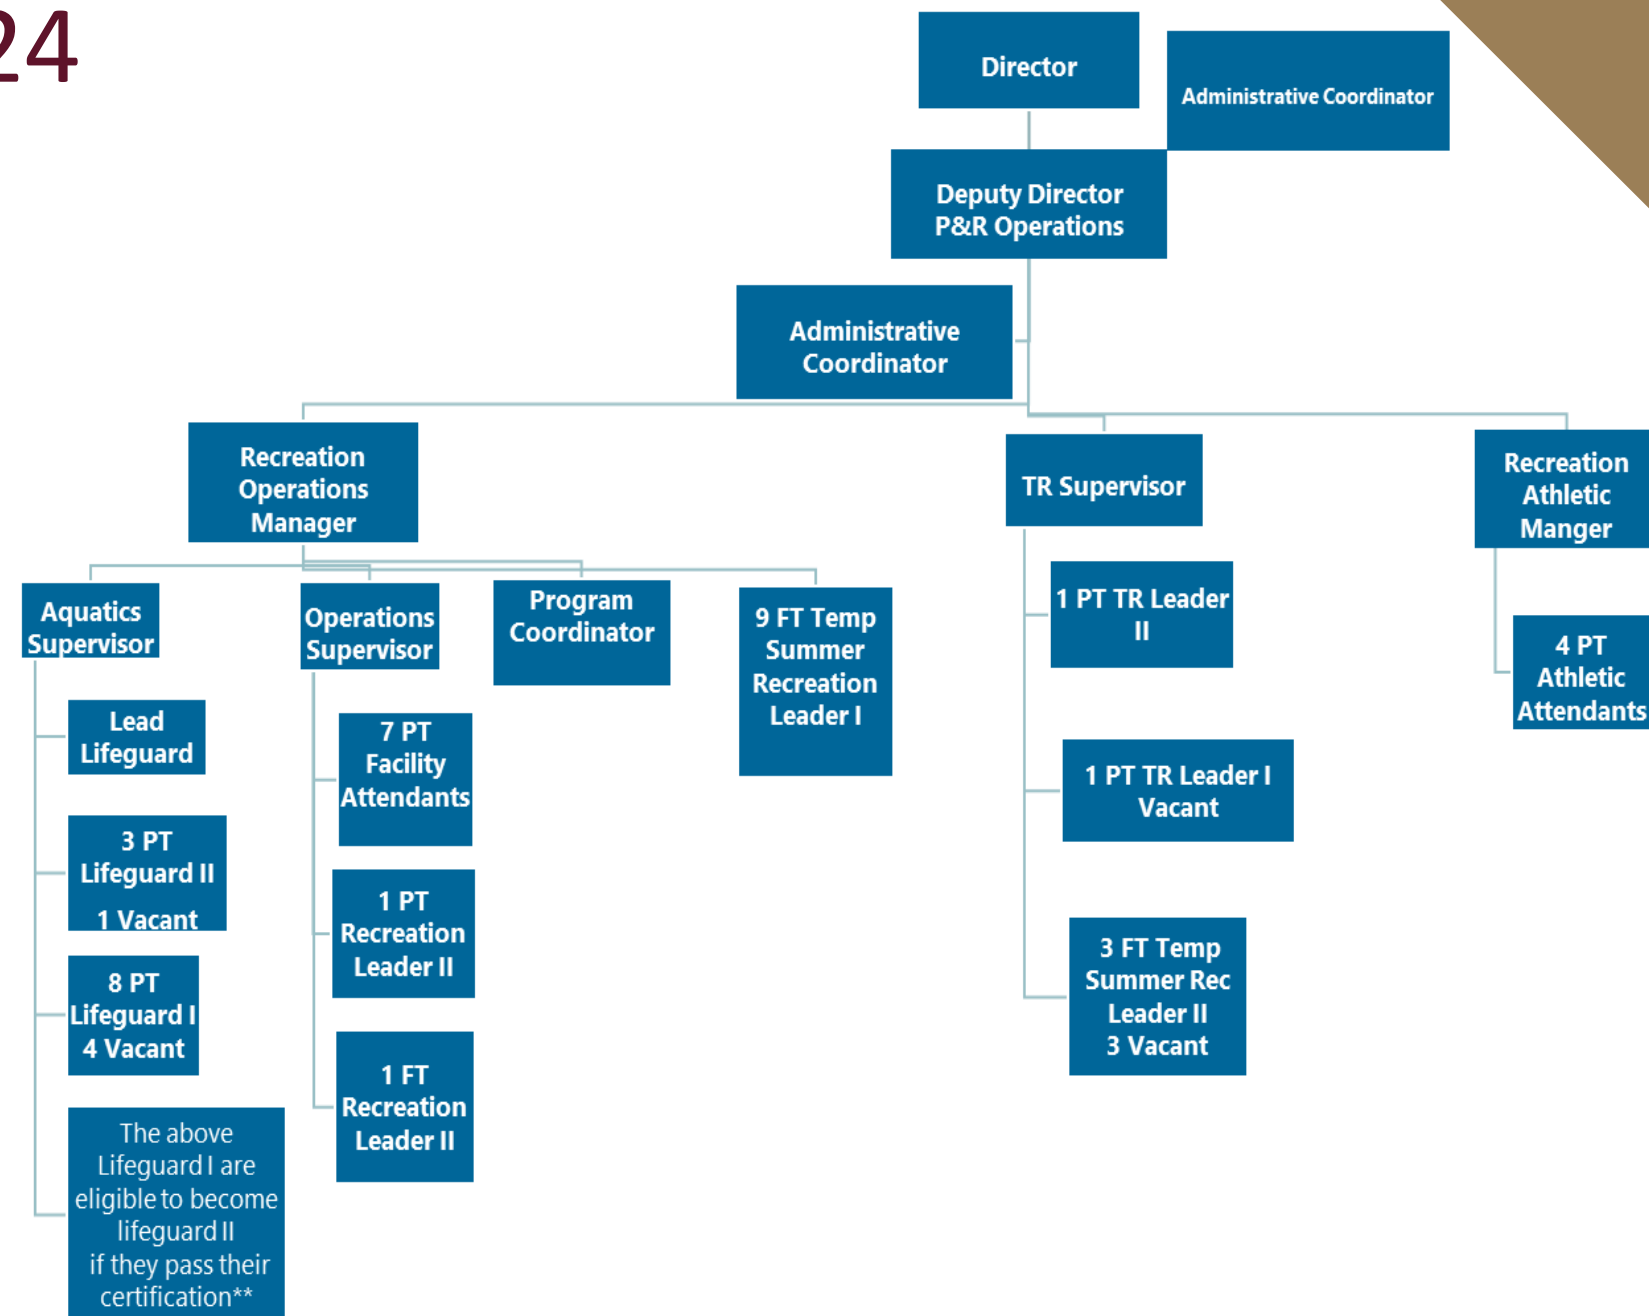 24
Director
Administrative Coordinator
Deputy Director
P&R Operations
Administrative
Coordinator
Recreation
Operations
Manager
TR Supervisor
Recreation
Athletic
Manger
Aquatics
Supervisor
Operations
Supervisor
Program
Coordinator
9 FT Temp
Summer
Recreation
Leader I
1 PT TR Leader
II
4 PT
Athletic
Attendants
Lead
Lifeguard
7 PT
Facility
Attendants
1 PT TR Leader I
Vacant
3 PT
Lifeguard II
1 Vacant
1 PT
Recreation
Leader II
3 FT Temp
Summer Rec
Leader II
3 Vacant
8 PT
Lifeguard I
4 Vacant
1 FT
Recreation
Leader II
The above
Lifeguard I are
eligible to become
lifeguard II
if they pass their
certification**